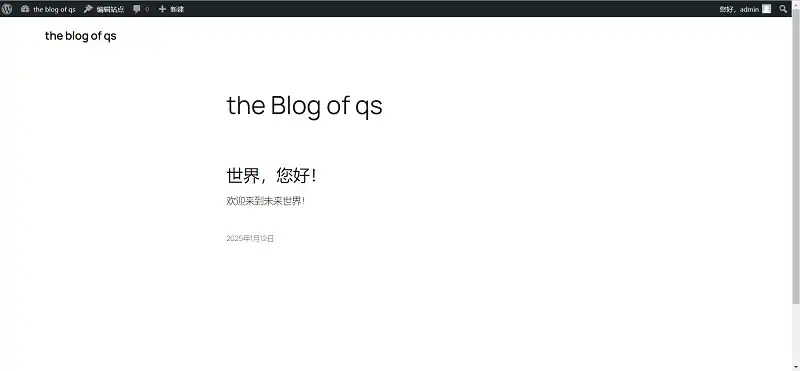 the blog of qs 编辑站点 0 新建 您好，admin
the blog of qs
the Blog of qs
世界，您好！
欢迎来到未来世界！
2025年1月12日